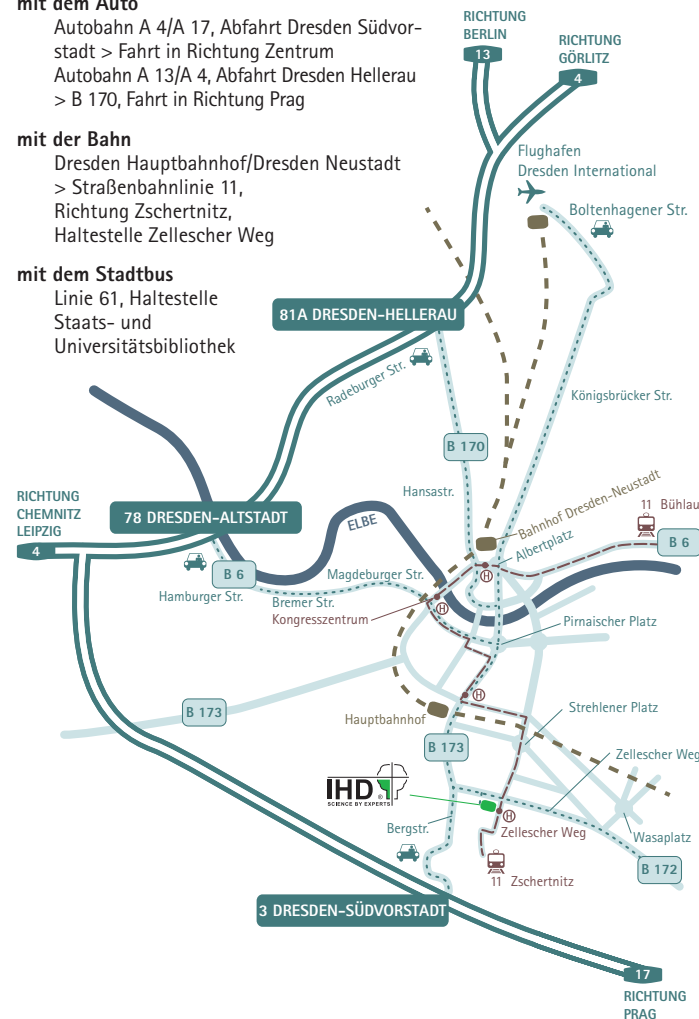 mit dem Auto
Autobahn A 4/A 17, Abfahrt Dresden Südvor-
stadt > Fahrt in Richtung Zentrum
Autobahn A 13/A 4, Abfahrt Dresden Hellerau
> B 170, Fahrt in Richtung Prag
mit der Bahn
Dresden Hauptbahnhof/Dresden Neustadt
> Straßenbahnlinie 11,
Richtung Zschertnitz,
Haltestelle Zellescher Weg
mit dem Stadtbus
Linie 61, Haltestelle
Staats- und
Universitätsbibliothek
RICHTUNG
BERLIN
13
RICHTUNG
GÖRLITZ
4
Flughafen
Dresden International
Boltenhagener Str.
81A DRESDEN-HELLERAU
Radeburger Str.
Königsbrücker Str.
B 170
Hansastr.
RICHTUNG
CHEMNITZ
LEIPZIG
4
78 DRESDEN-ALTSTADT
ELBE
Bahnhof Dresden-Neustadt
11 Bühlau
Albertplatz
B 6
H
B 6
Hamburger Str.
Magdeburger Str.
Bremer Str.
Kongresszentrum
H
Pirnaischer Platz
B 173
H
Hauptbahnhof
Strehlener Platz
B 173
Zellescher Weg
IHD®
SCIENCE BY EXPERTS
H
Bergstr.
Zellescher Weg
Wasaplatz
B 172
11 Zschertnitz
3 DRESDEN-SÜDVORSTADT
17
RICHTUNG
PRAG